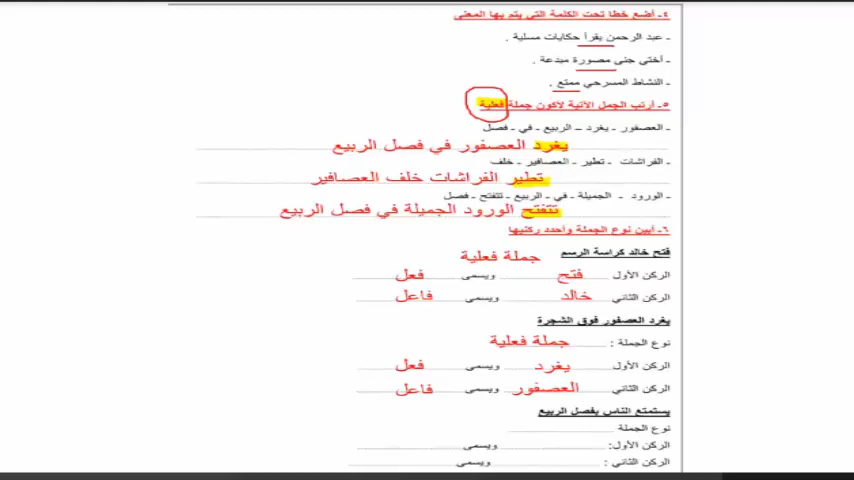 ٤- أضع خطا تحت الكلمة التي يتم بها المعنى
- عبد الرحمن يقرأ حكايات مسلية .
- أختي جنى مصورة مبدعة .
- النشاط المسرحي ممتع .
٥- أرتب الجمل الآتية لأكون جملة فعلية
- العصفور - يغرد – الربيع - في - فصل
يغرد العصفور في فصل الربيع
- الفراشات - تطير - العصافير - خلف
تطير الفراشات خلف العصافير
- الورود - الجميلة - في - الربيع - تتفتح - فصل
تتفتح الورود الجميلة في فصل الربيع
٦- أبين نوع الجملة وأحدد ركنيها
فتح خالد كراسة الرسم
جملة فعلية
الركن الأول فتح ويسمى فعل
الركن الثاني خالد ويسمى فاعل
يغرد العصفور فوق الشجرة
نوع الجملة : جملة فعلية
الركن الأول يغرد ويسمى فعل
الركن الثاني العصفور ويسمى فاعل
يستمتع الناس بفصل الربيع
نوع الجملة
الركن الأول: ويسمى
الركن الثاني : ويسمى